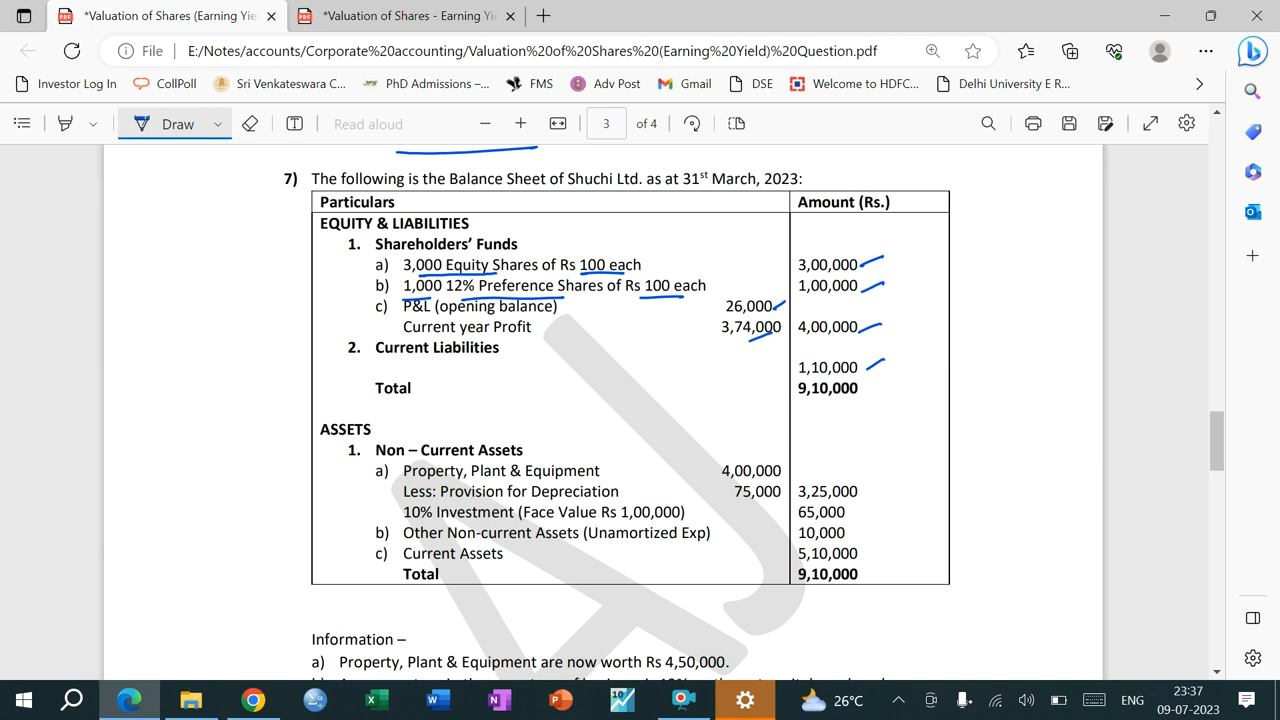 *Valuation of Shares (Earning Yie
*Valuation of Shares - Earning Yi
File
E:/Notes/accounts/Corporate%20accounting/Valuation%20of%20Shares%20(Earning%20Yield)%20Question.pdf
Investor Log on
CollPoll
Sri Venkateswara C...
PhD Admissions –...
FMS
Adv Post
Gmail
DSE
Welcome to HDFC...
Delhi University E R...
Draw
Read aloud
3
of 4
7) The following is the Balance Sheet of Shuchi Ltd. as at 31st March, 2023:
Particulars Amount (Rs.)
EQUITY & LIABILITIES
1. Shareholders' Funds
a) 3,000 Equity Shares of Rs 100 each 3,00,000
b) 1,000 12% Preference Shares of Rs 100 each 1,00,000
c) P&L (opening balance) 26,000
Current year Profit 3,74,000 4,00,000
2. Current Liabilities
1,10,000
Total 9,10,000
ASSETS
1. Non – Current Assets
a) Property, Plant & Equipment 4,00,000
Less: Provision for Depreciation 75,000 3,25,000
10% Investment (Face Value Rs 1,00,000) 65,000
b) Other Non-current Assets (Unamortized Exp) 10,000
c) Current Assets 5,10,000
Total 9,10,000
AJ
Information –
a) Property, Plant & Equipment are now worth Rs 4,50,000.
10
26°C
ENG
23:37
09-07-2023